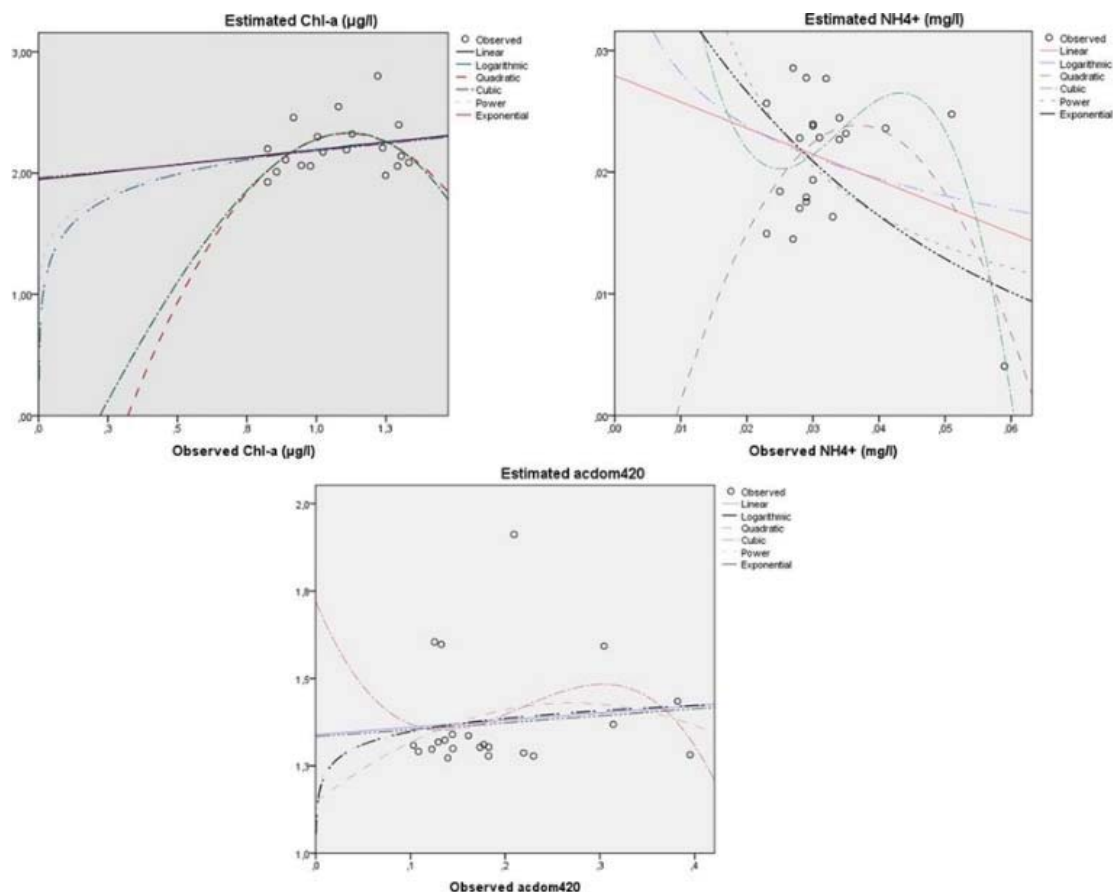 Estimated Chl-a (µg/l)
3,00
2,00
1,00
,00
,0
,3
,5
1,0
1,3
Observed Chl-a (µg/l)
Observed
Linear
Logarithmic
Quadratic
Cubic
Power
Exponential
Estimated NH4+ (mg/l)
,03
,02
,01
,00
,00
,01
,02
,03
,04
,05
,06
Observed NH4+ (mg/l)
Observed
Linear
Logarithmic
Quadratic
Cubic
Power
Exponential
Estimated acdom420
2,0
1,8
1,5
1,3
1,0
,0
,1
,2
,3
,4
Observed acdom420
Observed
Linear
Logarithmic
Quadratic
Cubic
Power
Exponential